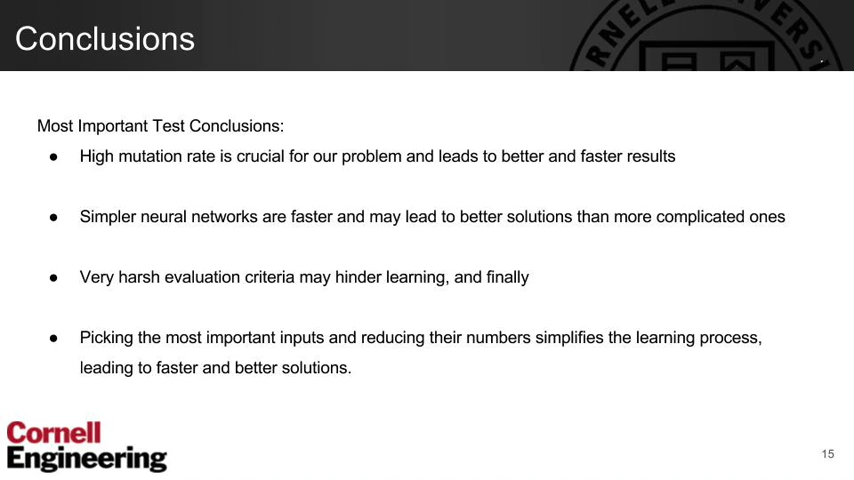 Conclusions
Most Important Test Conclusions:
● High mutation rate is crucial for our problem and leads to better and faster results
● Simpler neural networks are faster and may lead to better solutions than more complicated ones
● Very harsh evaluation criteria may hinder learning, and finally
● Picking the most important inputs and reducing their numbers simplifies the learning process,
leading to faster and better solutions.
Cornell
Engineering
15